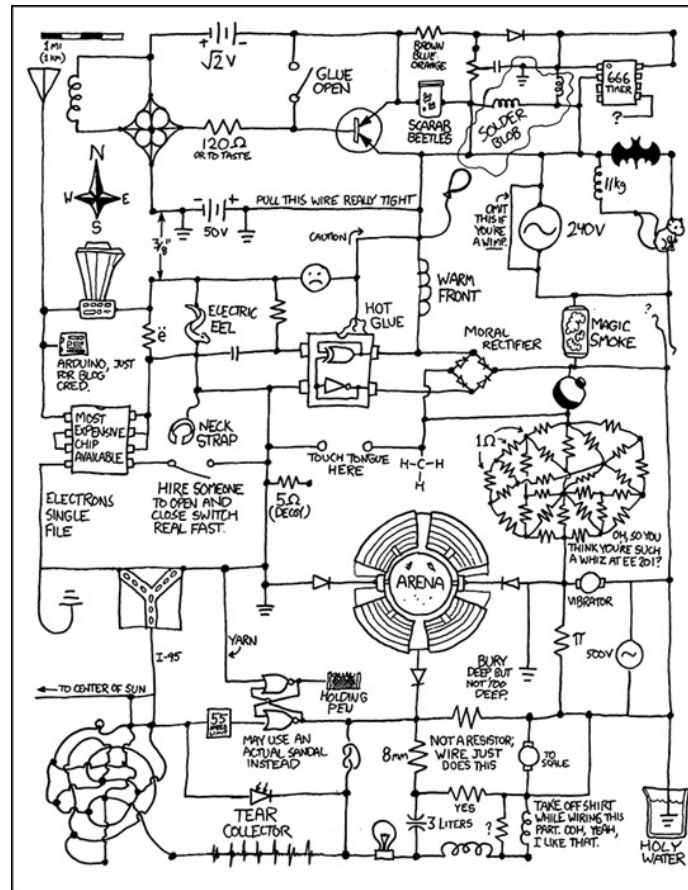 1 MI
(1 KM)
√2 V
GLUE
OPEN
BROWN
BLUE
ORANGE
666
TIMER
?
SCARAB
BEETLES
SOLDER
BLOB
120Ω
OR TO TASTE
N
W E
S
50V
PULL THIS WIRE REALLY TIGHT
3/8"
CAUTION
OMIT
THIS IF
YOU'RE
A WIMP.
240V
11kg
?
ELECTRIC
EEL
HOT
GLUE
WARM
FRONT
MORAL
RECTIFIER
MAGIC
SMOKE
ë
ARDUINO, JUST
FOR BLOG
CRED.
MOST
EXPENSIVE
CHIP
AVAILABLE
NECK
STRAP
TOUCH TONGUE
HERE
H-C-H
H
1Ω
ELECTRONS
SINGLE
FILE
HIRE SOMEONE
TO OPEN AND
CLOSE SWITCH
REAL FAST.
5Ω
(DECOY)
OH, SO YOU
THINK YOU'RE SUCH
A WHIZ AT EE 201?
ARENA
VIBRATOR
I-95
YARN
π
500V
BURY
DEEP, BUT
NOT TOO
DEEP.
TO CENTER OF SUN
HOLDING
PEN
55
MAY USE AN
ACTUAL SANDAL
INSTEAD
NOT A RESISTOR;
WIRE JUST
DOES THIS
8mm
TO
SCALE
YES
TEAR
COLLECTOR
3 LITERS
?
TAKE OFF SHIRT
WHILE WIRING THIS
PART. OOH, YEAH,
I LIKE THAT.
HOLY
WATER